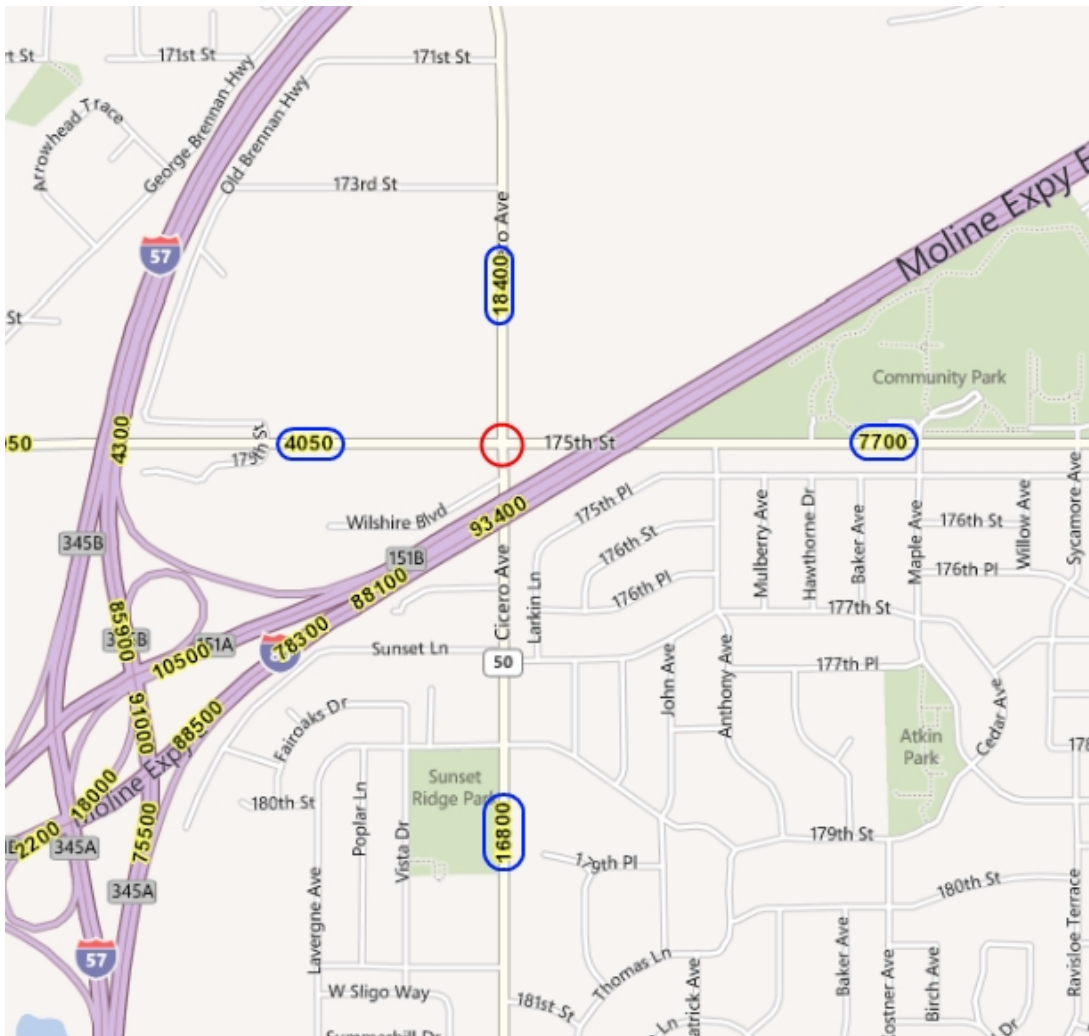 171st St
171st St
Arrowhead Trace
George Brennan Hwy
Old Brennan Hwy
173rd St
57
18400
Moline Expy
Community Park
4300
175th St
4050
175th St
7700
Wilshire Blvd
93400
175th Pl
176th St
176th Pl
Mulberry Ave
Hawthorne Dr
Baker Ave
Maple Ave
176th St
Willow Ave
Sycamore Ave
176th Pl
345B
151B
88100
Cicero Ave
Larkin Ln
177th St
85900
151A
10500
78300
Sunset Ln
50
John Ave
Anthony Ave
177th Pl
91000
88500
Fairoaks Dr
Atkin
Park
Cedar Ave
18000
2200
180th St
Poplar Ln
Vista Dr
Sunset
Ridge Park
16800
179th St
345A
75500
345A
180th St
Lavergne Ave
Baker Ave
Birch Ave
Ravisloe Terrace
57
W Sligo Way
181st St
Thomas Ln
Summerhill Dr